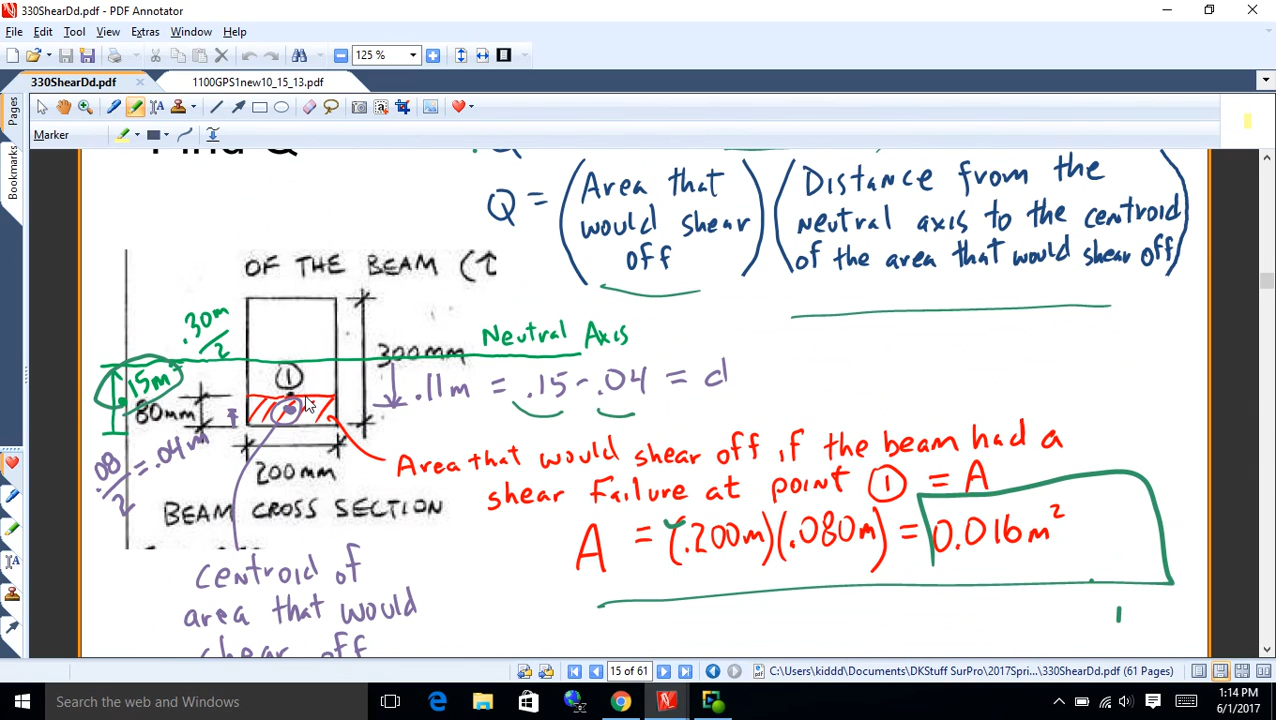 330ShearDd.pdf - PDF Annotator
File Edit Tool Extras Window Help
125 %
330ShearDd.pdf
1100GPS1new10_15_13.pdf
Marker
Pages
Bookmarks
Find Q
Q = (Area that would shear off) (Distance from the neutral axis to the centroid of the area that would shear off)
OF THE BEAM (↑
.30m
2
Neutral Axis
.15m
300mm
①
.11m = .15 - .04 = d
80mm
.08
2
= .04m
200mm
BEAM CROSS SECTION
Area that would shear off if the beam had a
shear failure at point ① = A
A = (.200m)(.080m) = 0.016m²
centroid of
area that would
shear off
15 of 61
C:\Users\kiddd\Documents\DKStuff SurPro\2017Spri...\330ShearDd.pdf (61 Pages)
Search the web and Windows
1:14 PM
6/1/2017